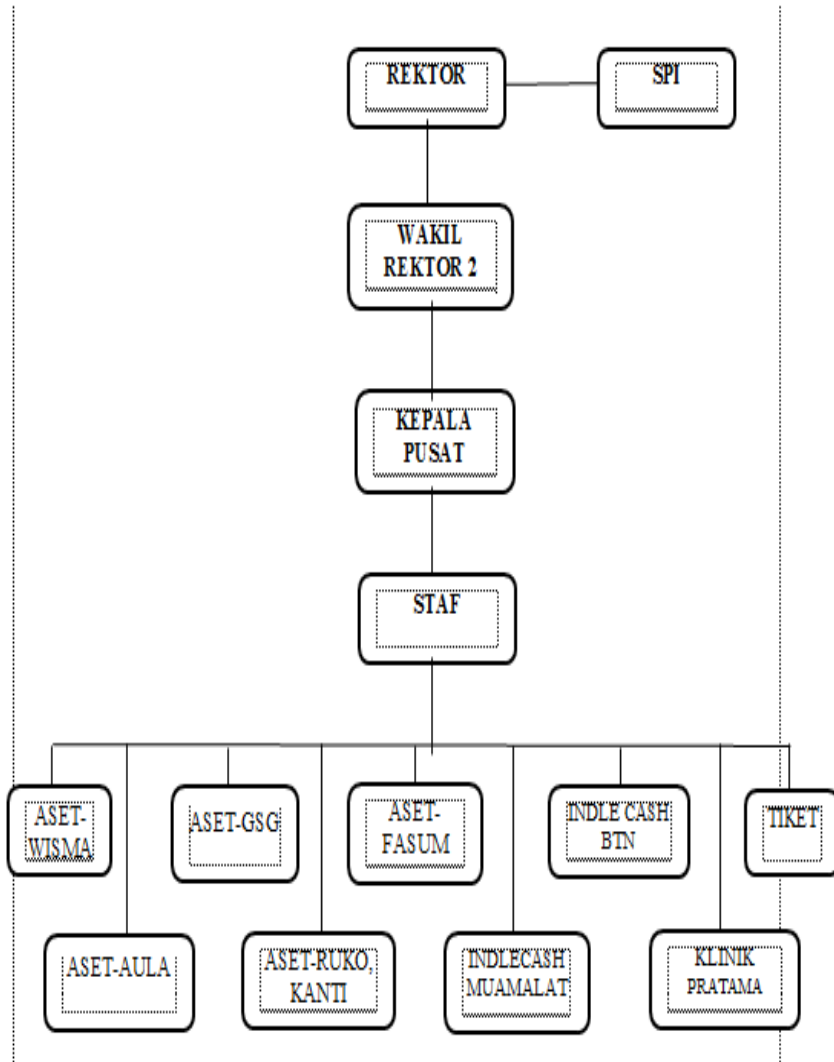 REKTOR
SPI
WAKIL
REKTOR 2
KEPALA
PUSAT
STAF
ASET-
WISMA
ASET-GSG
ASET-
FASUM
INDLE CASH
BTN
TIKET
ASET-AULA
ASET-RUKO,
KANTI
INDLECASH
MUAMALAT
KLINIK
PRATAMA